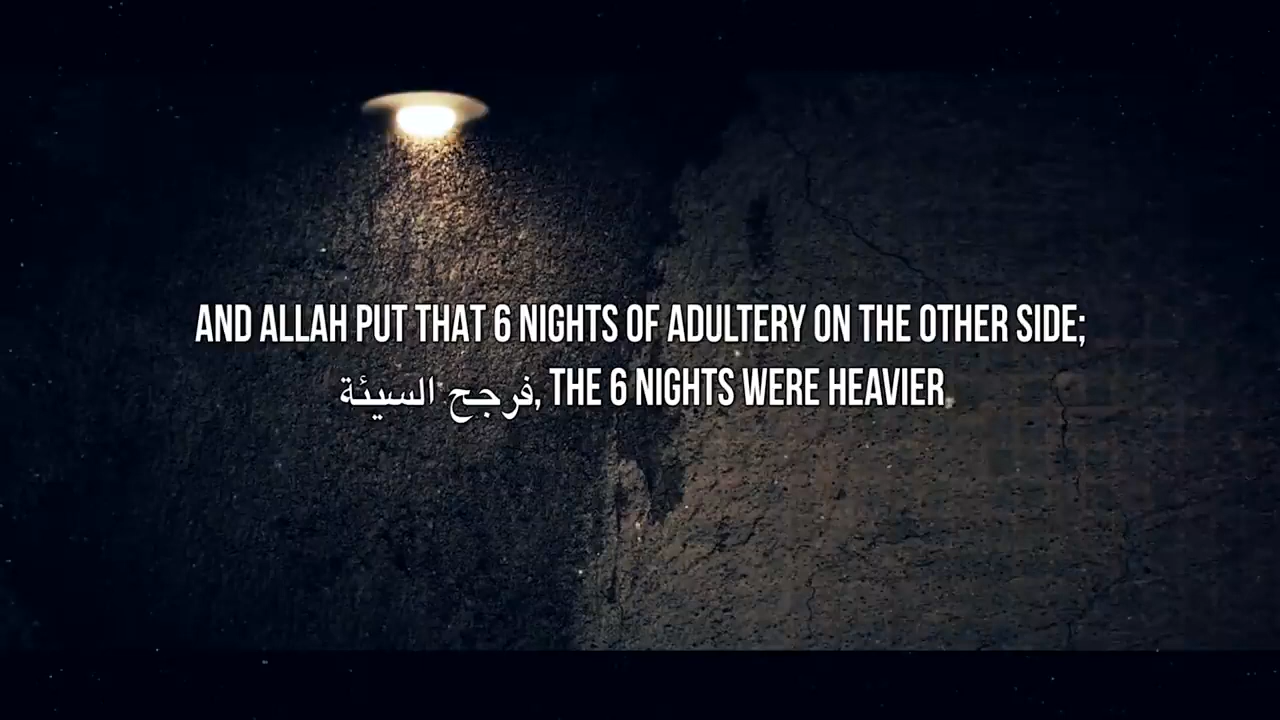 AND ALLAH PUT THAT 6 NIGHTS OF ADULTERY ON THE OTHER SIDE;
فرجح السيئة, THE 6 NIGHTS WERE HEAVIER